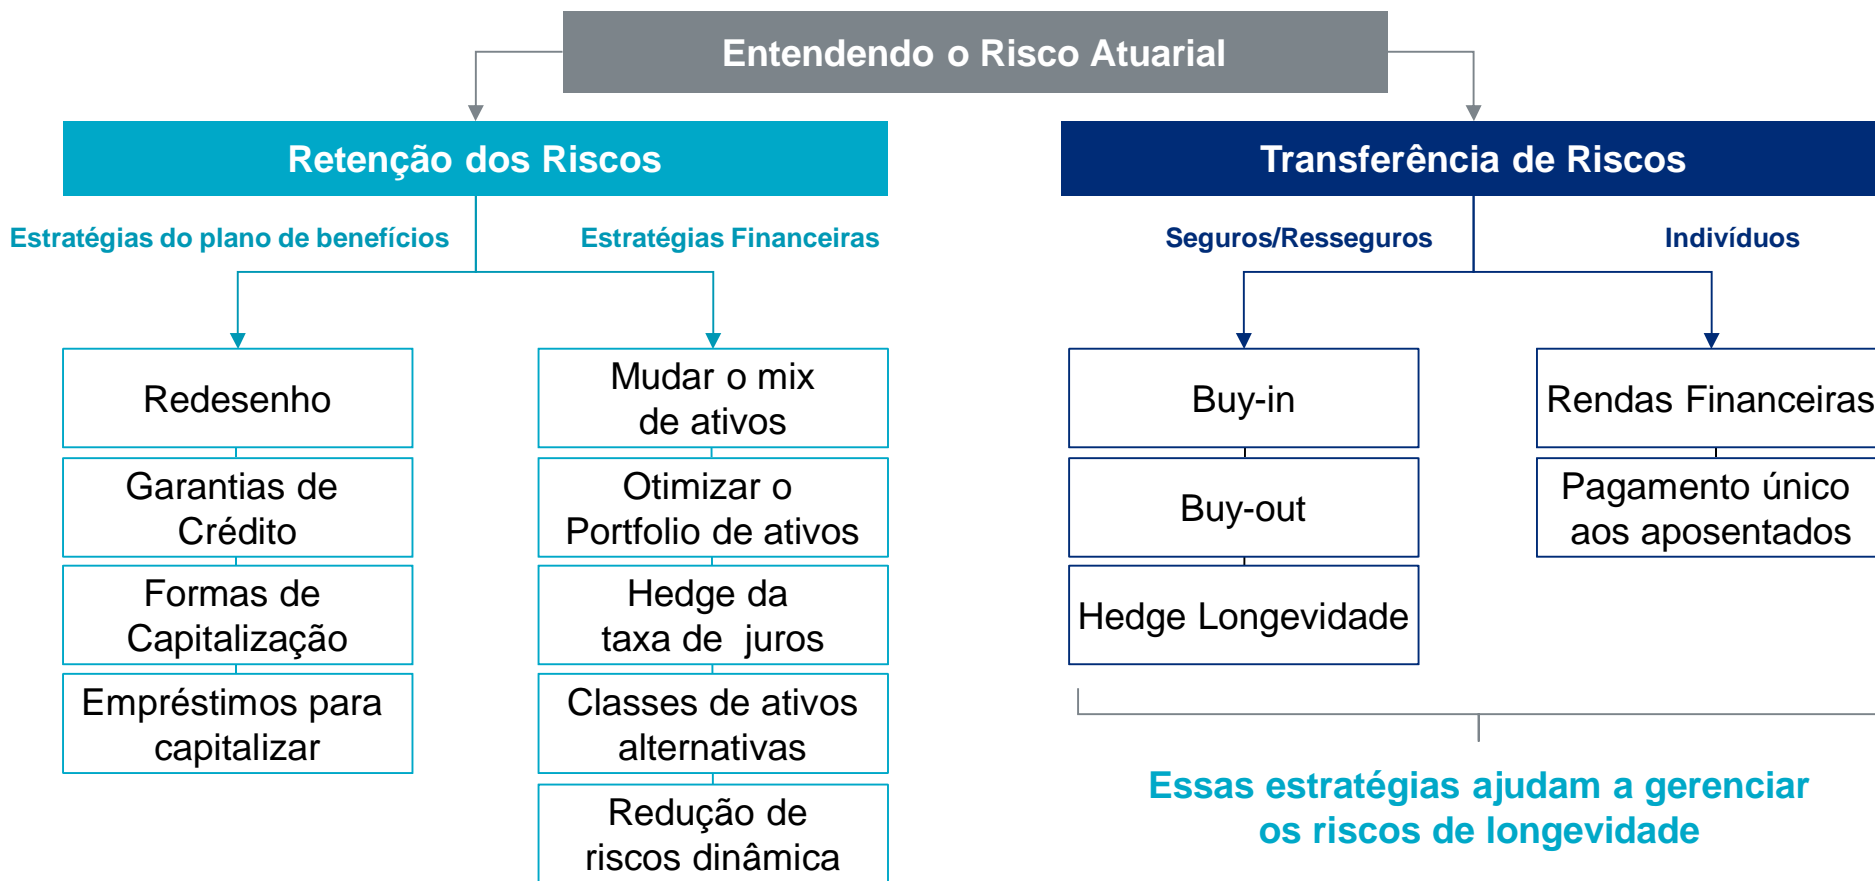 Entendendo o Risco Atuarial
Retenção dos Riscos
Transferência de Riscos
Estratégias do plano de benefícios
Estratégias Financeiras
Seguros/Resseguros
Indivíduos
Redesenho
Garantias de
Crédito
Formas de
Capitalização
Empréstimos para
capitalizar
Mudar o mix
de ativos
Otimizar o
Portfolio de ativos
Hedge da
taxa de juros
Classes de ativos
alternativas
Redução de
riscos dinâmica
Buy-in
Buy-out
Hedge Longevidade
Rendas Financeiras
Pagamento único
aos aposentados
Essas estratégias ajudam a gerenciar
os riscos de longevidade